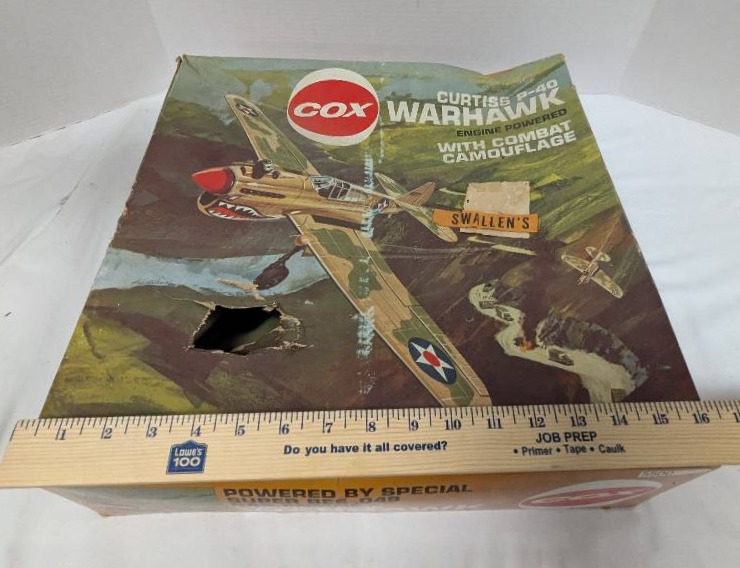 COX
CURTISS P-40
WARHAWK
ENGINE POWERED
WITH COMBAT
CAMOUFLAGE
SWALLEN'S
1 2 3 4 5 6 7 8 9 10 11 12 13 14 15 16
Lowe's
100
Do you have it all covered?
JOB PREP
• Primer • Tape • Caulk
POWERED BY SPECIAL
COX